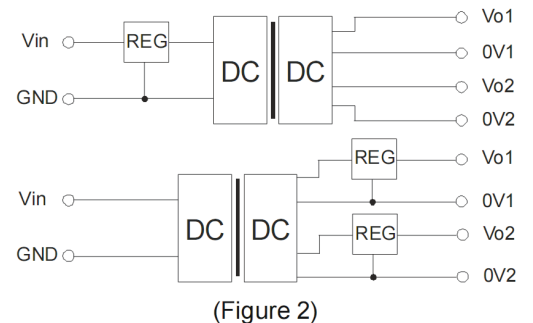 Vin REG DC DC Vo1
0V1
Vo2
GND
0V2
REG Vo1
Vin DC DC 0V1
REG Vo2
GND
0V2
(Figure 2)